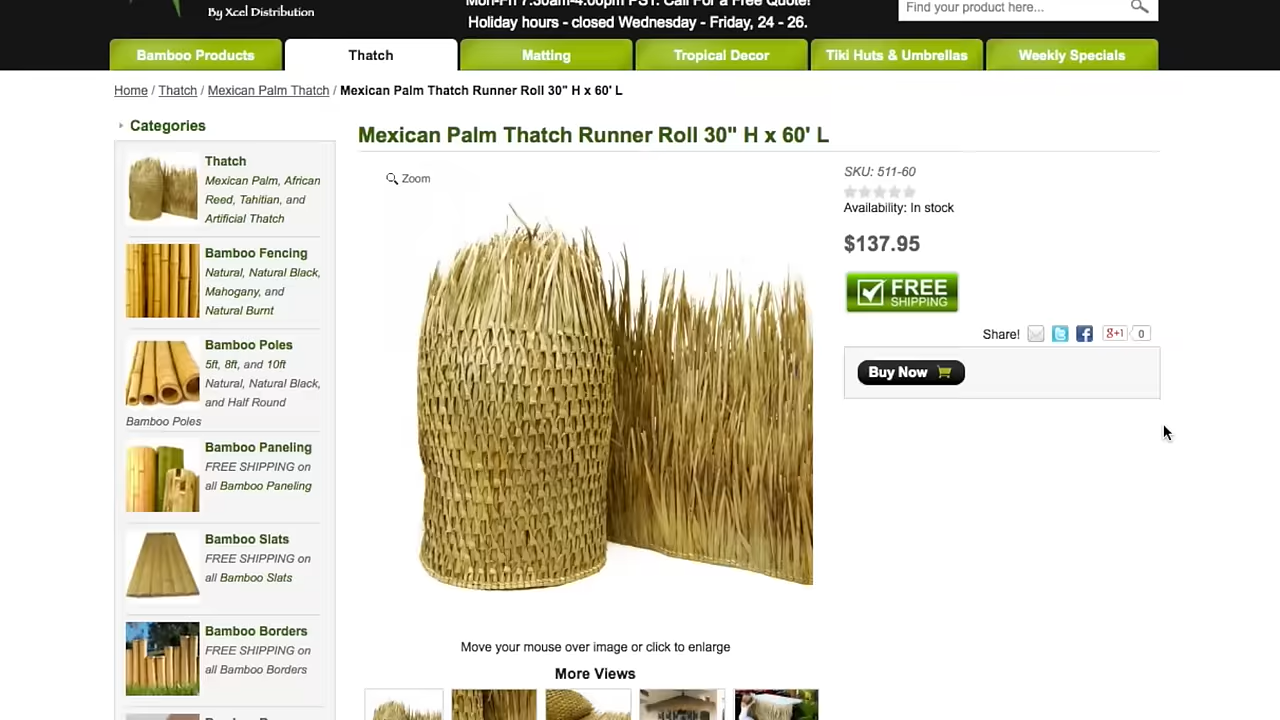 By Xcel Distribution
Mon-Fri 7:30am-4:00pm PST. Call For a Free Quote!
Holiday hours - closed Wednesday - Friday, 24 - 26.
Find your product here...
Bamboo Products
Thatch
Matting
Tropical Decor
Tiki Huts & Umbrellas
Weekly Specials
Home / Thatch / Mexican Palm Thatch / Mexican Palm Thatch Runner Roll 30" H x 60' L
Categories
Thatch
Mexican Palm, African
Reed, Tahitian, and
Artificial Thatch
Bamboo Fencing
Natural, Natural Black,
Mahogany, and
Natural Burnt
Bamboo Poles
5ft, 8ft, and 10ft
Natural, Natural Black,
and Half Round
Bamboo Poles
Bamboo Paneling
FREE SHIPPING on
all Bamboo Paneling
Bamboo Slats
FREE SHIPPING on
all Bamboo Slats
Bamboo Borders
FREE SHIPPING on
all Bamboo Borders
Mexican Palm Thatch Runner Roll 30" H x 60' L
Zoom
Move your mouse over image or click to enlarge
More Views
SKU: 511-60
Availability: In stock
$137.95
FREE
SHIPPING
Share!
g+1 0
Buy Now